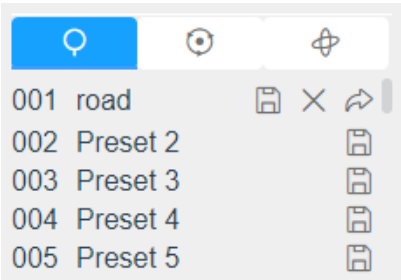 001 road
002 Preset 2
003 Preset 3
004 Preset 4
005 Preset 5